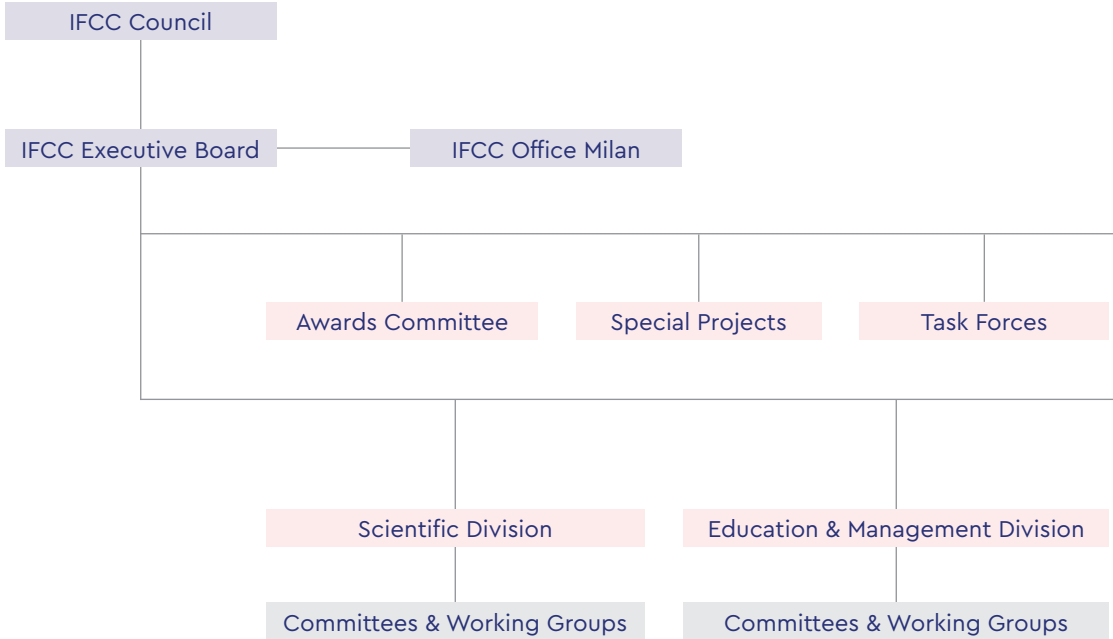 IFCC Council
IFCC Executive Board
IFCC Office Milan
Awards Committee
Special Projects
Task Forces
Scientific Division
Education & Management Division
Committees & Working Groups
Committees & Working Groups